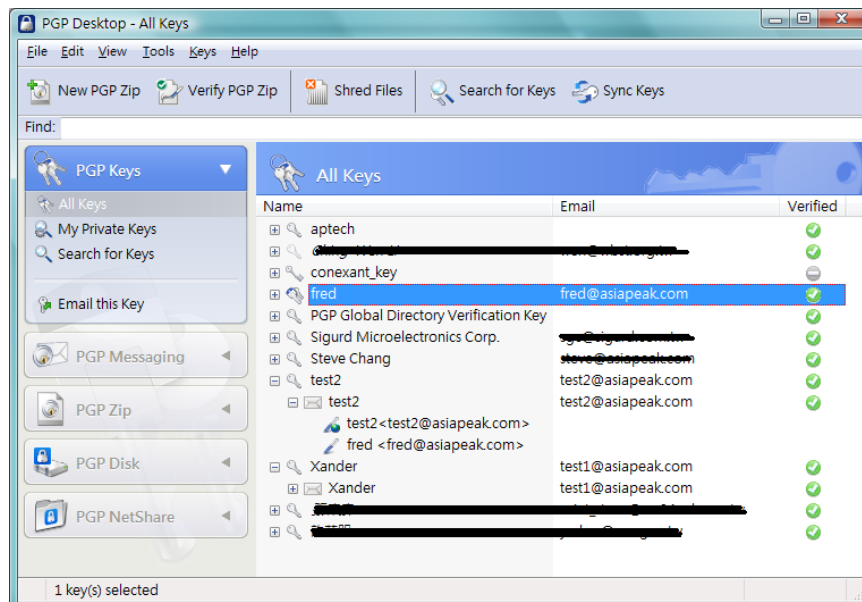 PGP Desktop - All Keys
File Edit View Tools Keys Help
New PGP Zip Verify PGP Zip Shred Files Search for Keys Sync Keys
Find:
PGP Keys
All Keys
My Private Keys
Search for Keys
Email this Key
PGP Messaging
PGP Zip
PGP Disk
PGP NetShare
All Keys
Name Email Verified
aptech
conexant_key
fred fred@asiapeak.com
PGP Global Directory Verification Key
Sigurd Microelectronics Corp.
Steve Chang
test2 test2@asiapeak.com
test2 test2@asiapeak.com
test2<test2@asiapeak.com>
fred <fred@asiapeak.com>
Xander test1@asiapeak.com
Xander test1@asiapeak.com
1 key(s) selected